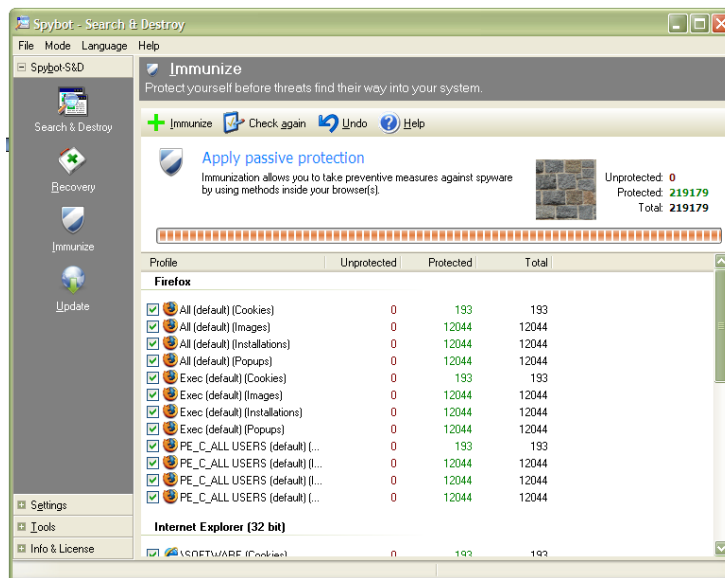 Spybot - Search & Destroy
File Mode Language Help
Spybot-S&D
Search & Destroy
Recovery
Immunize
Update
Settings
Tools
Info & License
Immunize
Protect yourself before threats find their way into your system.
Immunize Check again Undo Help
Apply passive protection
Immunization allows you to take preventive measures against spyware
by using methods inside your browser(s).
Unprotected: 0
Protected: 219179
Total: 219179
Profile Unprotected Protected Total
Firefox
All (default) (Cookies) 0 193 193
All (default) (Images) 0 12044 12044
All (default) (Installations) 0 12044 12044
All (default) (Popups) 0 12044 12044
Exec (default) (Cookies) 0 193 193
Exec (default) (Images) 0 12044 12044
Exec (default) (Installations) 0 12044 12044
Exec (default) (Popups) 0 12044 12044
PE_C_ALL USERS (default) (... 0 193 193
PE_C_ALL USERS (default) (I... 0 12044 12044
PE_C_ALL USERS (default) (I... 0 12044 12044
PE_C_ALL USERS (default) (... 0 12044 12044
Internet Explorer (32 bit)
\SOFTWARE (Cookies) 0 193 193